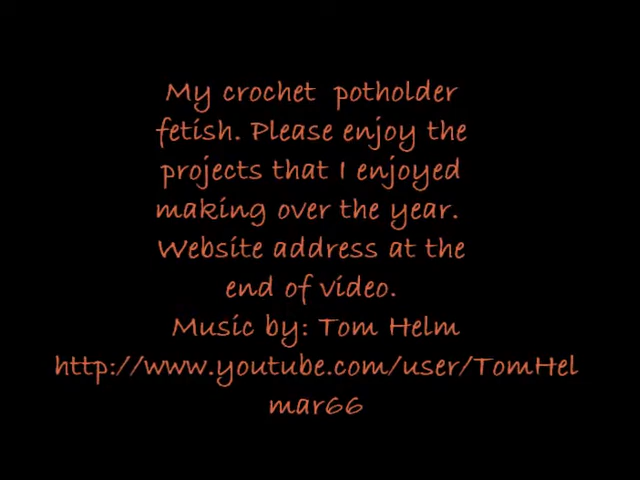 My crochet  potholder
fetish. Please enjoy the
projects that I enjoyed
making over the year.
Website address at the
end of video.
Music by: Tom Helm
http://www.youtube.com/user/TomHel
mar66